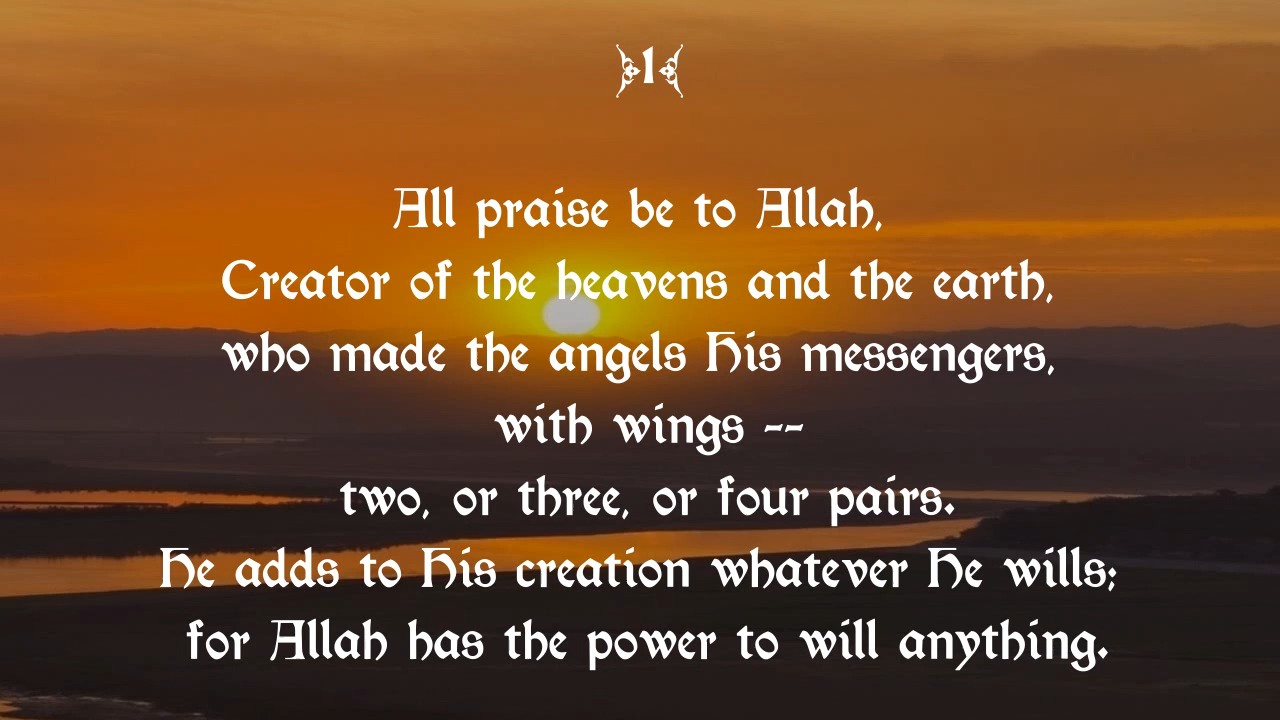 1
All praise be to Allah,
Creator of the heavens and the earth,
who made the angels His messengers,
with wings --
two, or three, or four pairs.
He adds to His creation whatever He wills;
for Allah has the power to will anything.